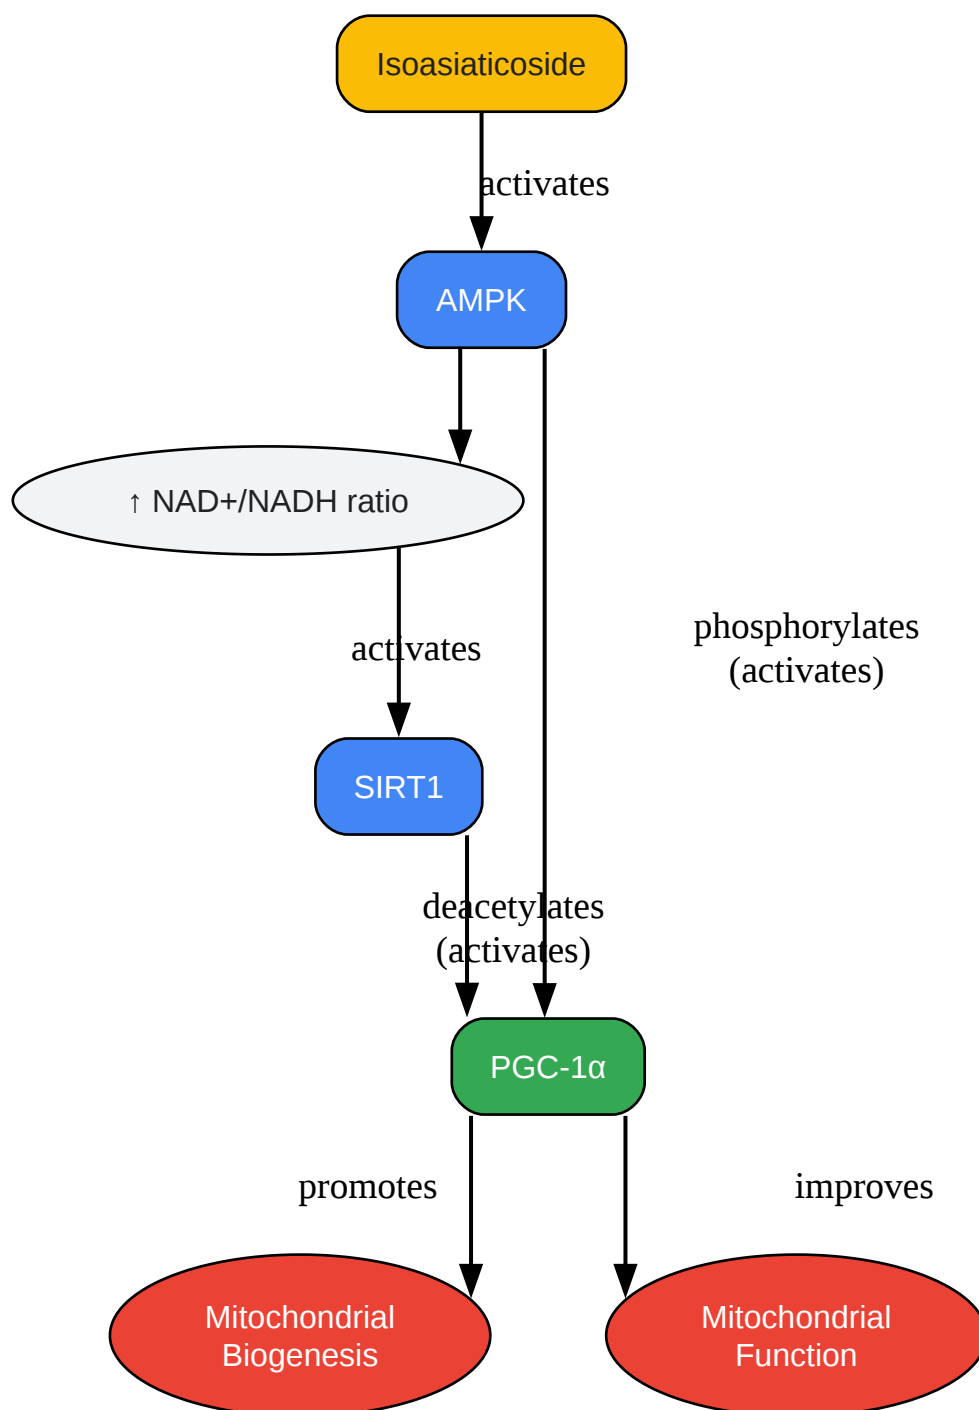 Isoasiaticoside
activates
AMPK
↑ NAD+/NADH ratio
phosphorylates
(activates)
activates
SIRT1
deacetylates
(activates)
PGC-1α
promotes
improves
Mitochondrial
Biogenesis
Mitochondrial
Function